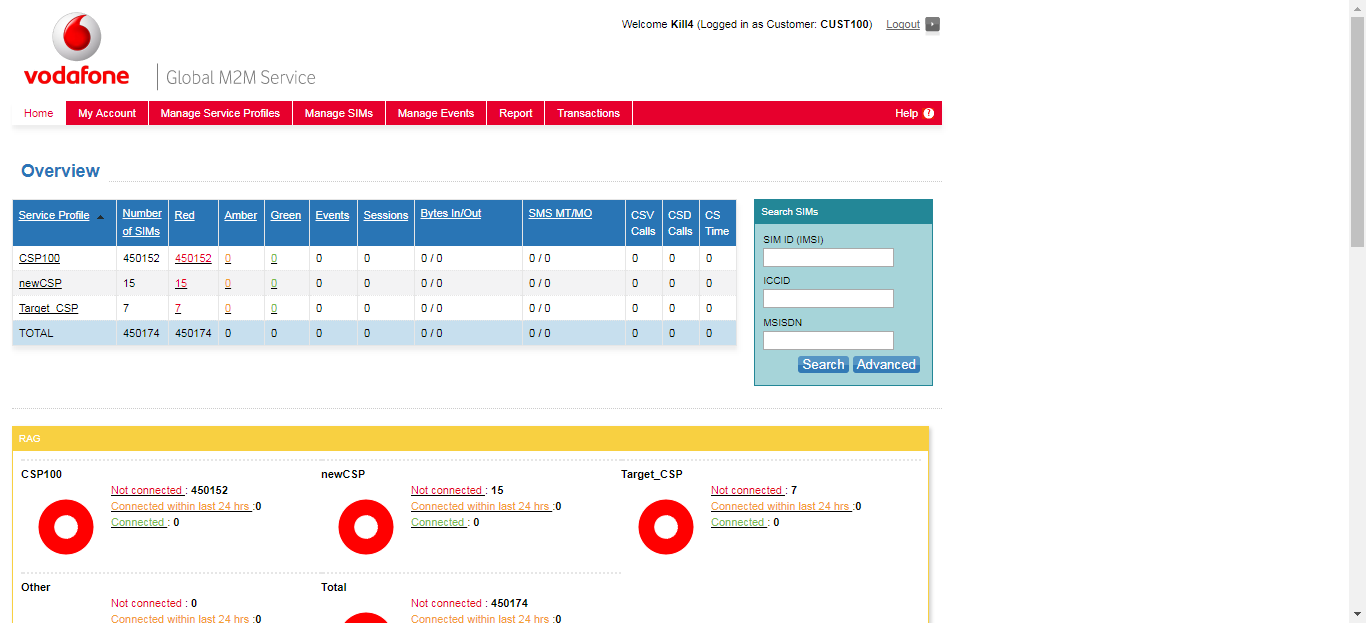 Welcome Kill4 (Logged in as Customer: CUST100) Logout
vodafone Global M2M Service
Home My Account Manage Service Profiles Manage SIMs Manage Events Report Transactions Help ?
Overview
Service Profile Number of SIMs Red Amber Green Events Sessions Bytes In/Out SMS MT/MO CSV Calls CSD Calls CS Time
CSP100 450152 450152 0 0 0 0 0 / 0 0 / 0 0 0 0
newCSP 15 15 0 0 0 0 0 / 0 0 / 0 0 0 0
Target_CSP 7 7 0 0 0 0 0 / 0 0 / 0 0 0 0
TOTAL 450174 450174 0 0 0 0 0 / 0 0 / 0 0 0 0
Search SIMs
SIM ID (IMSI)
ICCID
MSISDN
Search Advanced
RAG
CSP100
Not connected : 450152
Connected within last 24 hrs :0
Connected : 0
newCSP
Not connected : 15
Connected within last 24 hrs :0
Connected : 0
Target_CSP
Not connected : 7
Connected within last 24 hrs :0
Connected : 0
Other
Not connected : 0
Connected within last 24 hrs :0
Total
Not connected : 450174
Connected within last 24 hrs :0